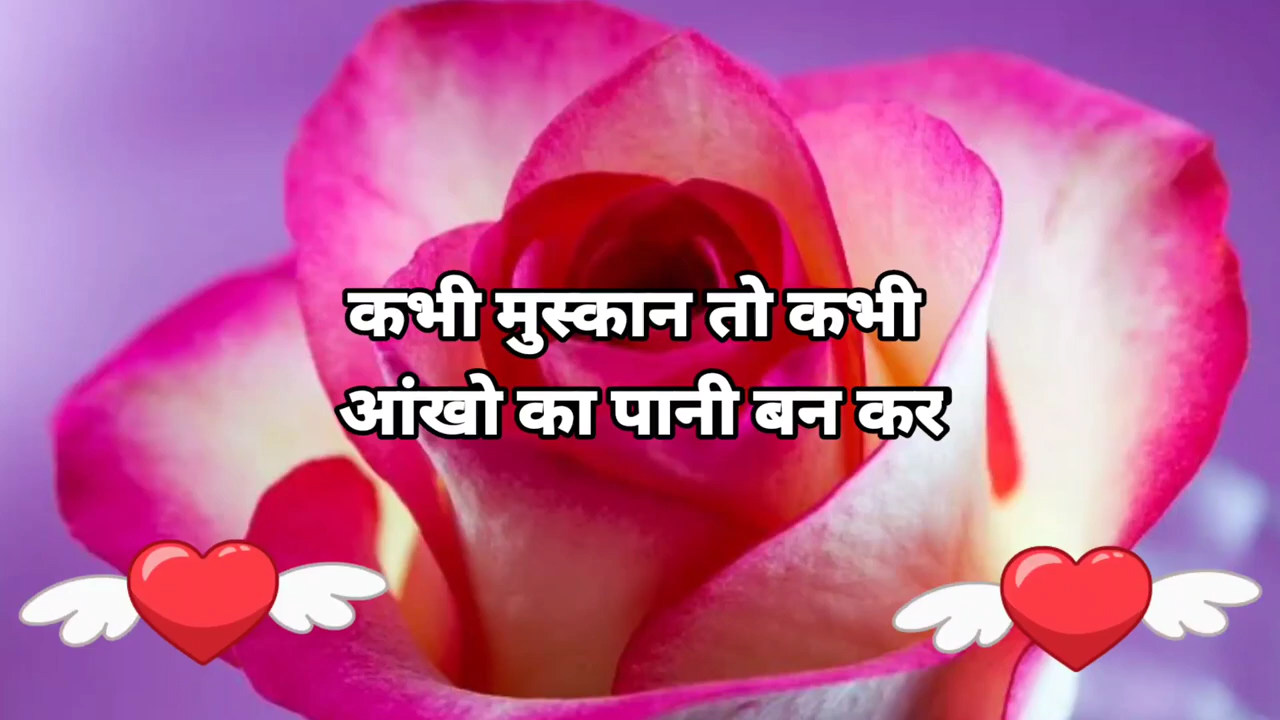 कभी मुस्कान तो कभी
आंखो का पानी बन कर